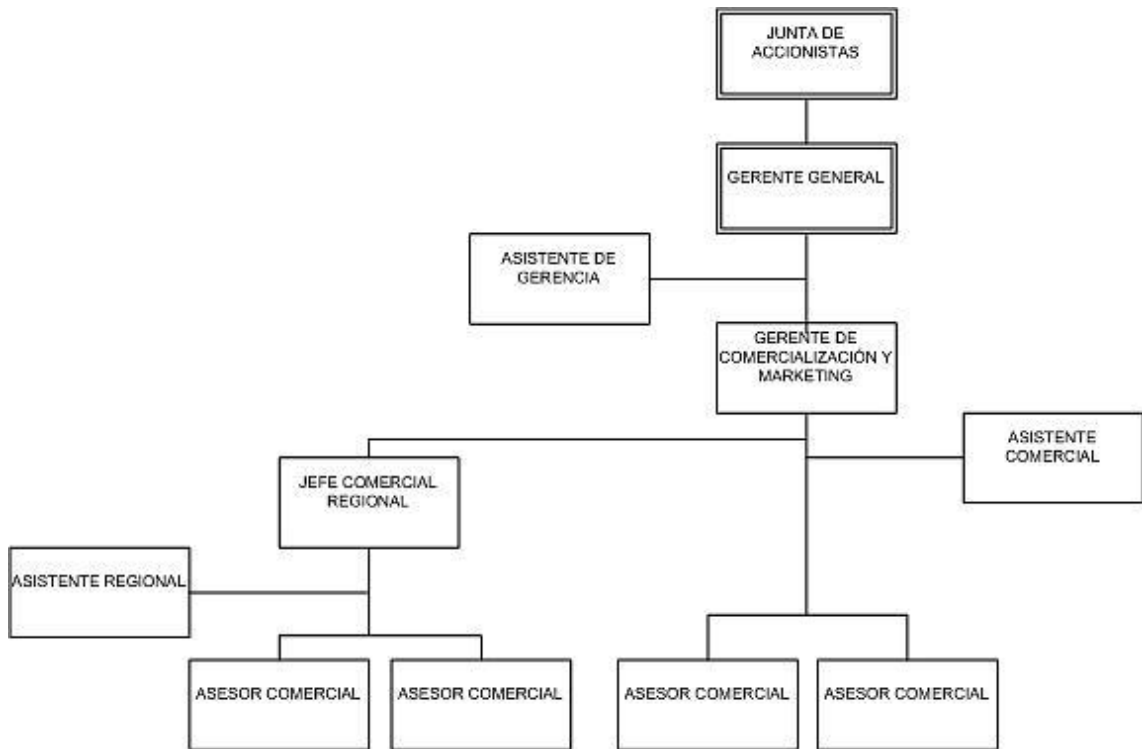 JUNTA DE
ACCIONISTAS
GERENTE GENERAL
ASISTENTE DE
GERENCIA
GERENTE DE
COMERCIALIZACIÓN Y
MARKETING
ASISTENTE
COMERCIAL
JEFE COMERCIAL
REGIONAL
ASISTENTE REGIONAL
ASESOR COMERCIAL
ASESOR COMERCIAL
ASESOR COMERCIAL
ASESOR COMERCIAL